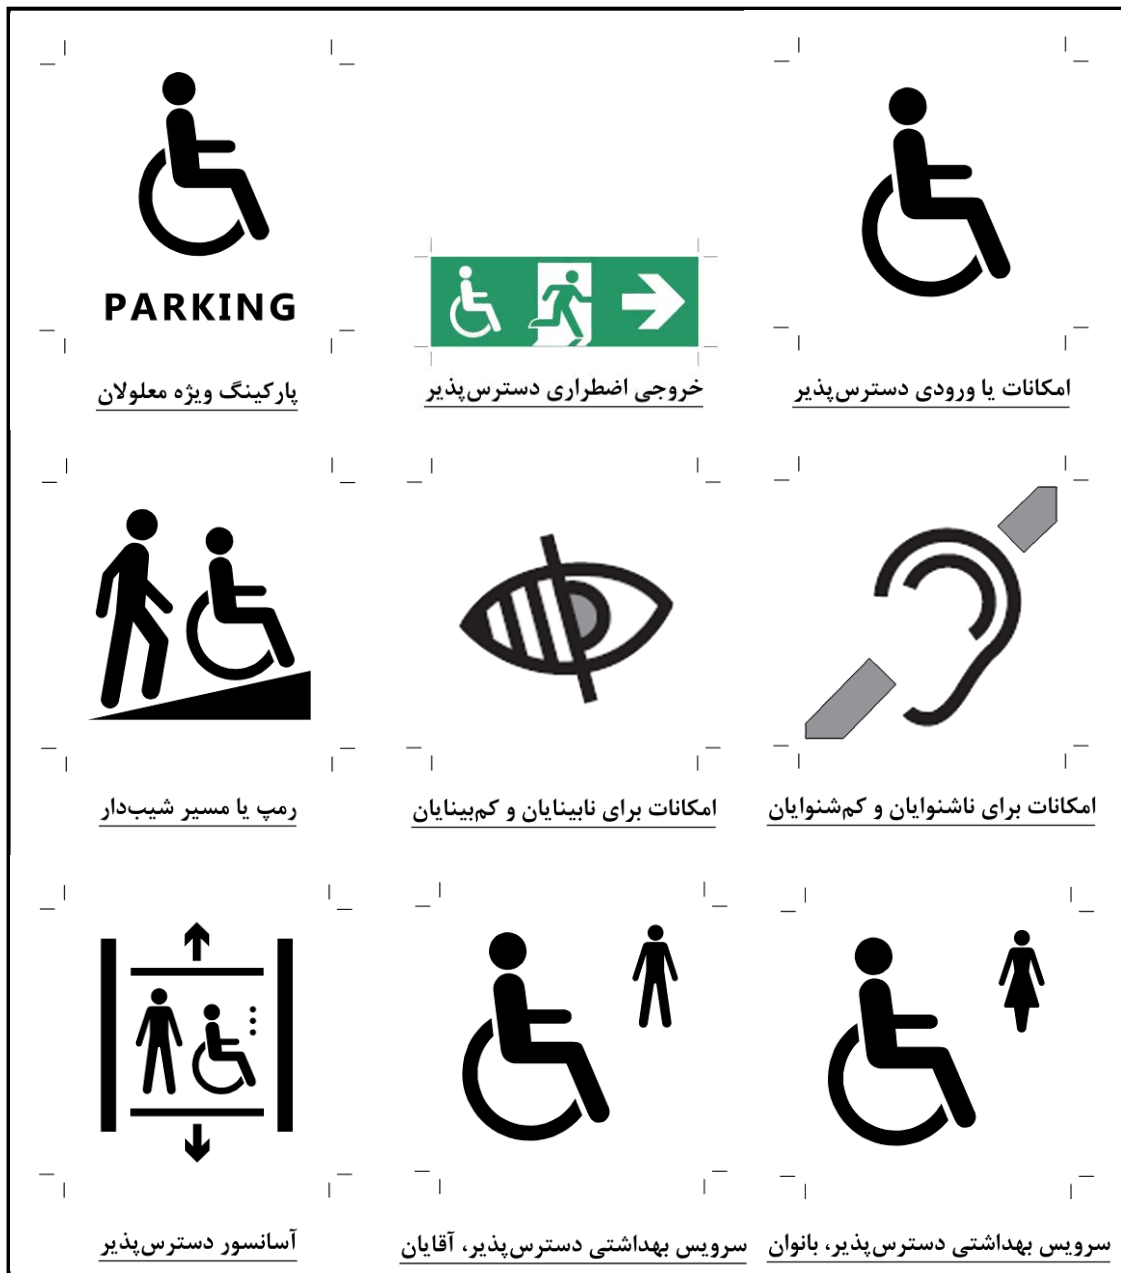 PARKING
امکانات یا ورودی دسترس‌پذیر
خروجی اضطراری دسترس‌پذیر
پارکینگ ویژه معلولان
امکانات برای ناشنوایان و کم‌شنوایان
امکانات برای نابینایان و کم‌بینایان
رمپ یا مسیر شیب‌دار
سرویس بهداشتی دسترس‌پذیر، بانوان
سرویس بهداشتی دسترس‌پذیر، آقایان
آسانسور دسترس‌پذیر